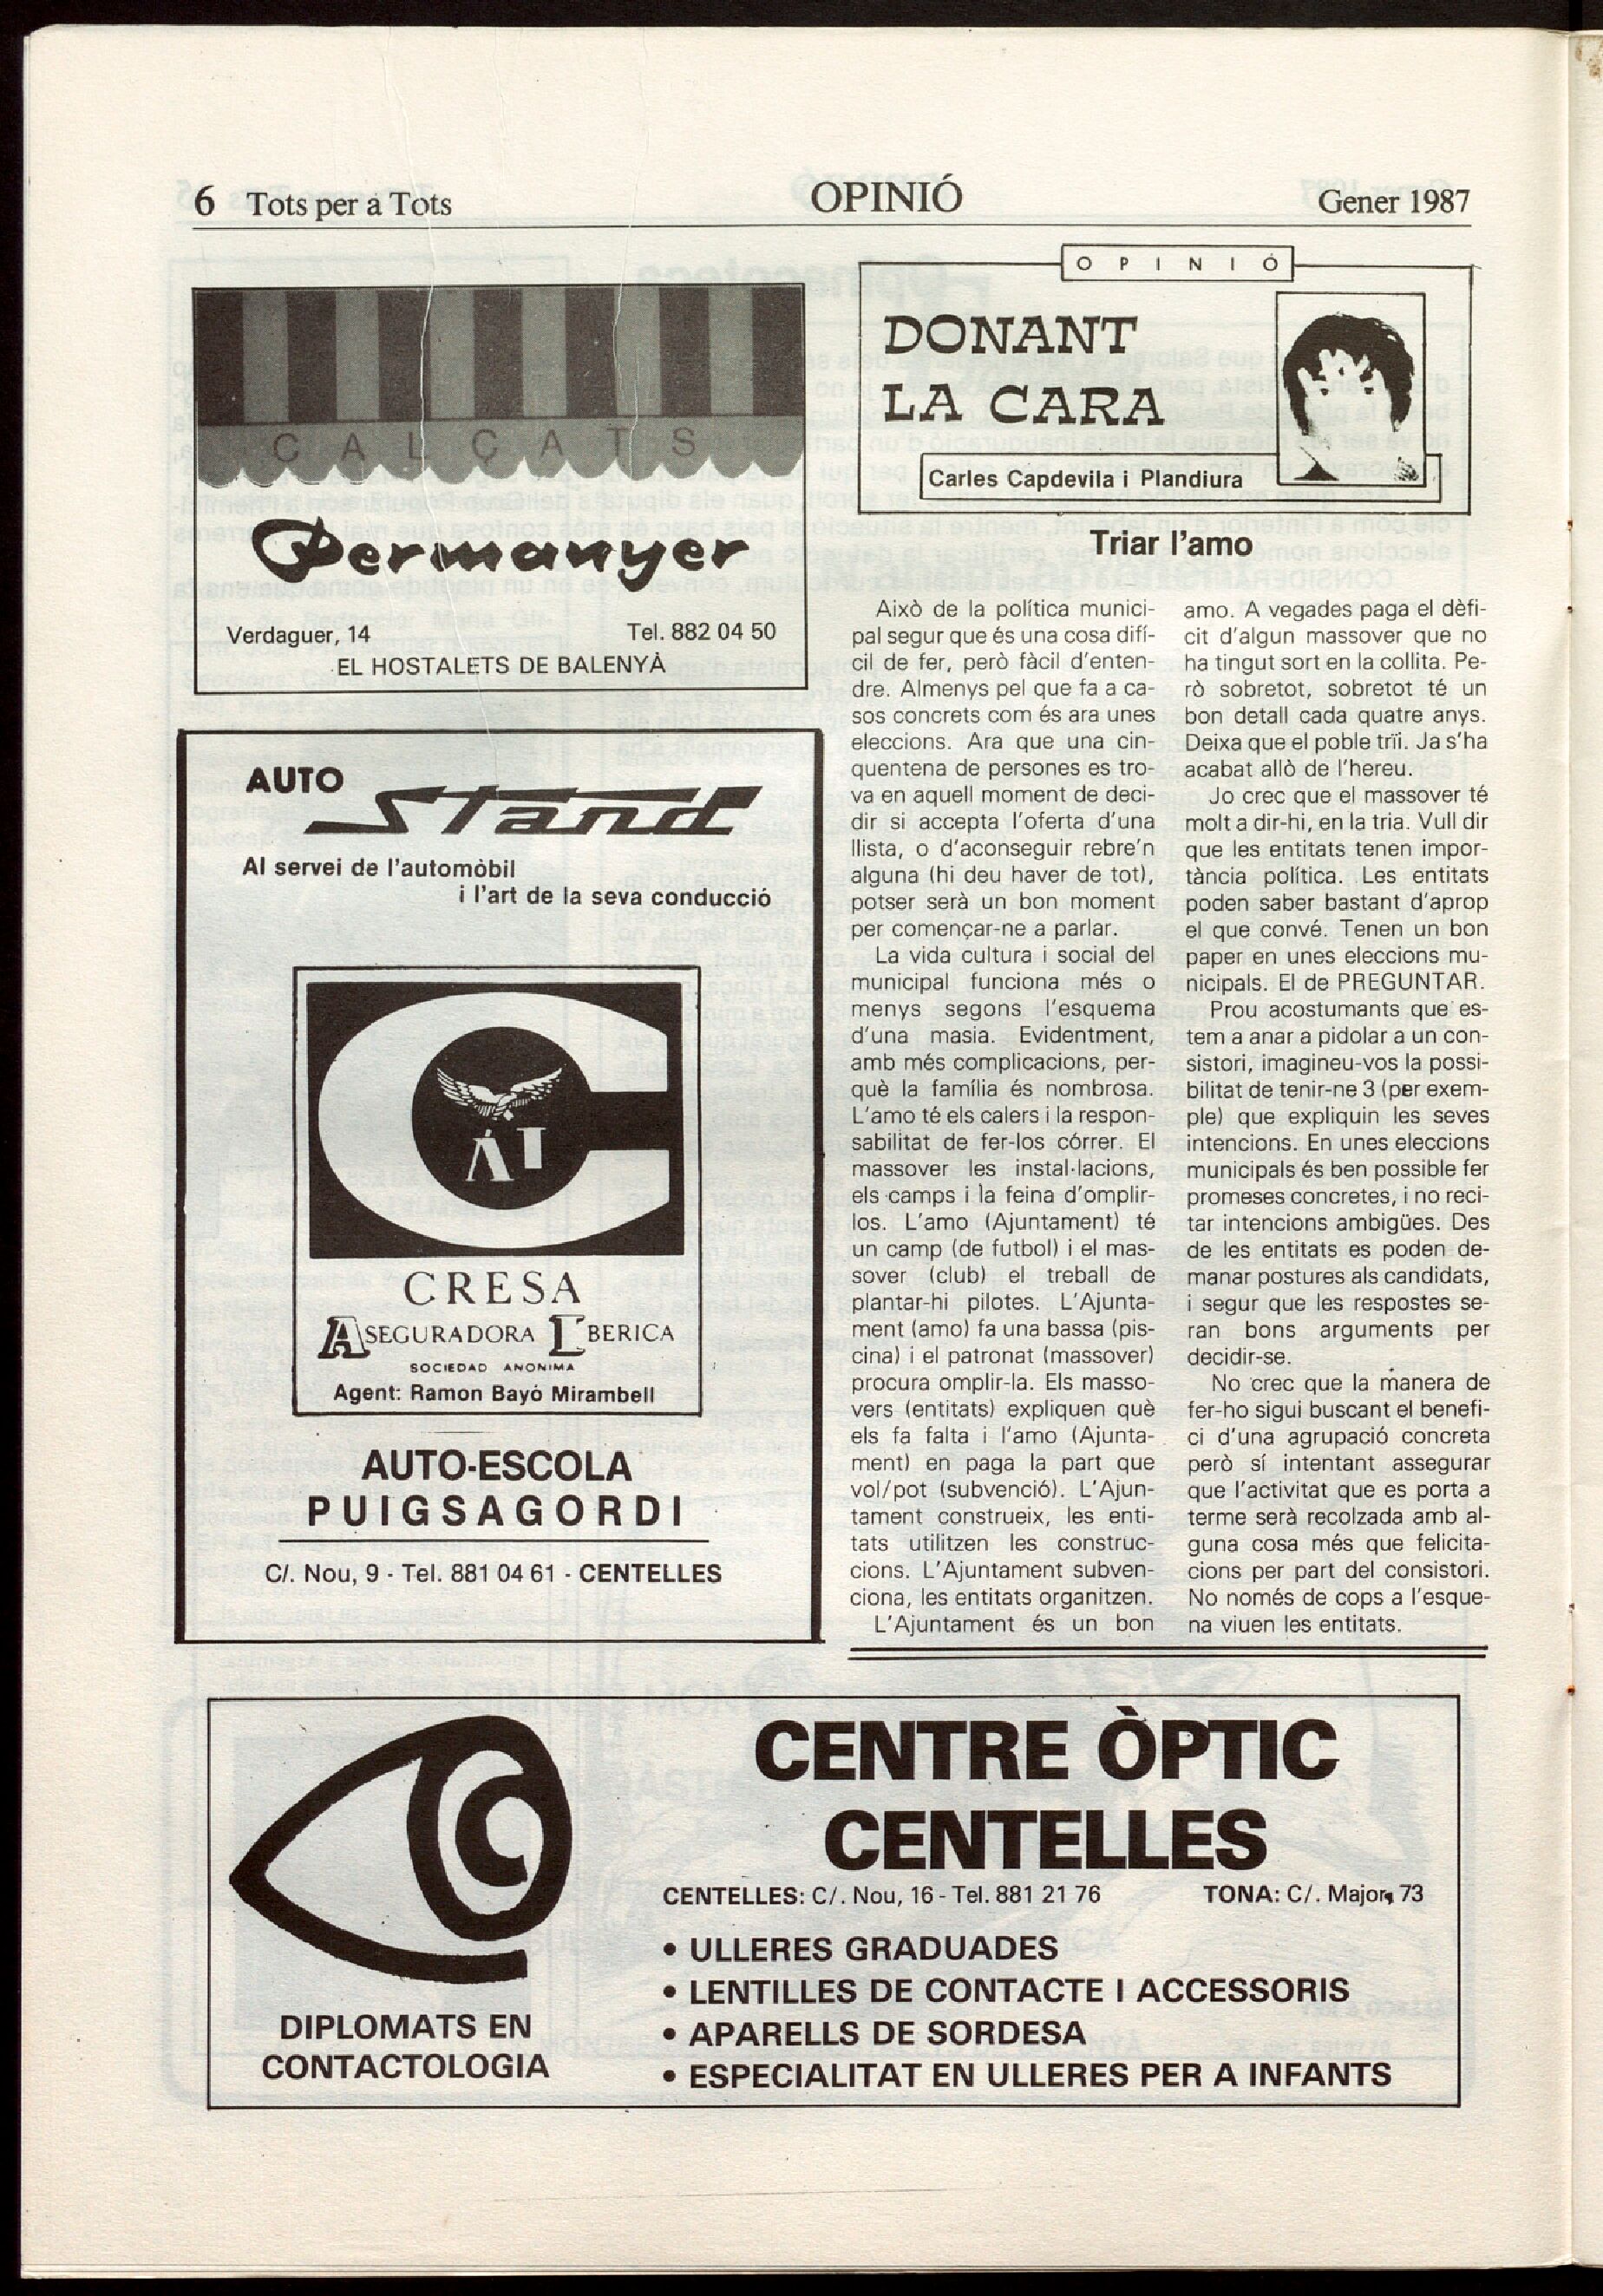 6 Tots per a Tots
OPINIÓ
Gener 1987
CALÇATS
Permanyer
Verdaguer, 14
Tel. 882 04 50
EL HOSTALETS DE BALENYÀ
AUTO
Stand
Al servei de l'automòbil
i l'art de la seva conducció
AI
CRESA
ASEGURADORA IBERICA
SOCIEDAD ANONIMA
Agent: Ramon Bayó Mirambell
AUTO-ESCOLA
PUIGSAGORDI
C/. Nou, 9 - Tel. 881 04 61 - CENTELLES
OPINIÓ
DONANT
LA CARA
Carles Capdevila i Plandiura
Triar l'amo
Això de la política munici-
pal segur que és una cosa difí-
cil de fer, però fàcil d'enten-
dre. Almenys pel que fa a ca-
sos concrets com és ara unes
eleccions. Ara que una cin-
quentena de persones es tro-
va en aquell moment de deci-
dir si accepta l'oferta d'una
llista, o d'aconseguir rebre'n
alguna (hi deu haver de tot),
potser serà un bon moment
per començar-ne a parlar.
La vida cultura i social del
municipal funciona més o
menys segons l'esquema
d'una masia. Evidentment,
amb més complicacions, per-
què la família és nombrosa.
L'amo té els calers i la respon-
sabilitat de fer-los córrer. El
massover les instal·lacions,
els camps i la feina d'omplir-
los. L'amo (Ajuntament) té
un camp (de futbol) i el mas-
sover (club) el treball de
plantar-hi pilotes. L'Ajunta-
ment (amo) fa una bassa (pis-
cina) i el patronat (massover)
procura omplir-la. Els masso-
vers (entitats) expliquen què
els fa falta i l'amo (Ajunta-
ment) en paga la part que
vol/pot (subvenció). L'Ajun-
tament construeix, les enti-
tats utilitzen les construc-
cions. L'Ajuntament subven-
ciona, les entitats organitzen.
L'Ajuntament és un bon
amo. A vegades paga el dèfi-
cit d'algun massover que no
ha tingut sort en la collita. Pe-
rò sobretot, sobretot té un
bon detall cada quatre anys.
Deixa que el poble triï. Ja s'ha
acabat allò de l'hereu.
Jo crec que el massover té
molt a dir-hi, en la tria. Vull dir
que les entitats tenen impor-
tància política. Les entitats
poden saber bastant d'aprop
el que convé. Tenen un bon
paper en unes eleccions mu-
nicipals. El de PREGUNTAR.
Prou acostumants que es-
tem a anar a pidolar a un con-
sistori, imagineu-vos la possi-
bilitat de tenir-ne 3 (per exem-
ple) que expliquin les seves
intencions. En unes eleccions
municipals és ben possible fer
promeses concretes, i no reci-
tar intencions ambigües. Des
de les entitats es poden de-
manar postures als candidats,
i segur que les respostes se-
ran bons arguments per
decidir-se.
No crec que la manera de
fer-ho sigui buscant el benefi-
ci d'una agrupació concreta
però sí intentant assegurar
que l'activitat que es porta a
terme serà recolzada amb al-
guna cosa més que felicita-
cions per part del consistori.
No només de cops a l'esque-
na viuen les entitats.
DIPLOMATS EN
CONTACTOLOGIA
CENTRE ÒPTIC
CENTELLES
CENTELLES: C/. Nou, 16 - Tel. 881 21 76
TONA: C/. Major, 73
• ULLERES GRADUADES
• LENTILLES DE CONTACTE I ACCESSORIS
• APARELLS DE SORDESA
• ESPECIALITAT EN ULLERES PER A INFANTS